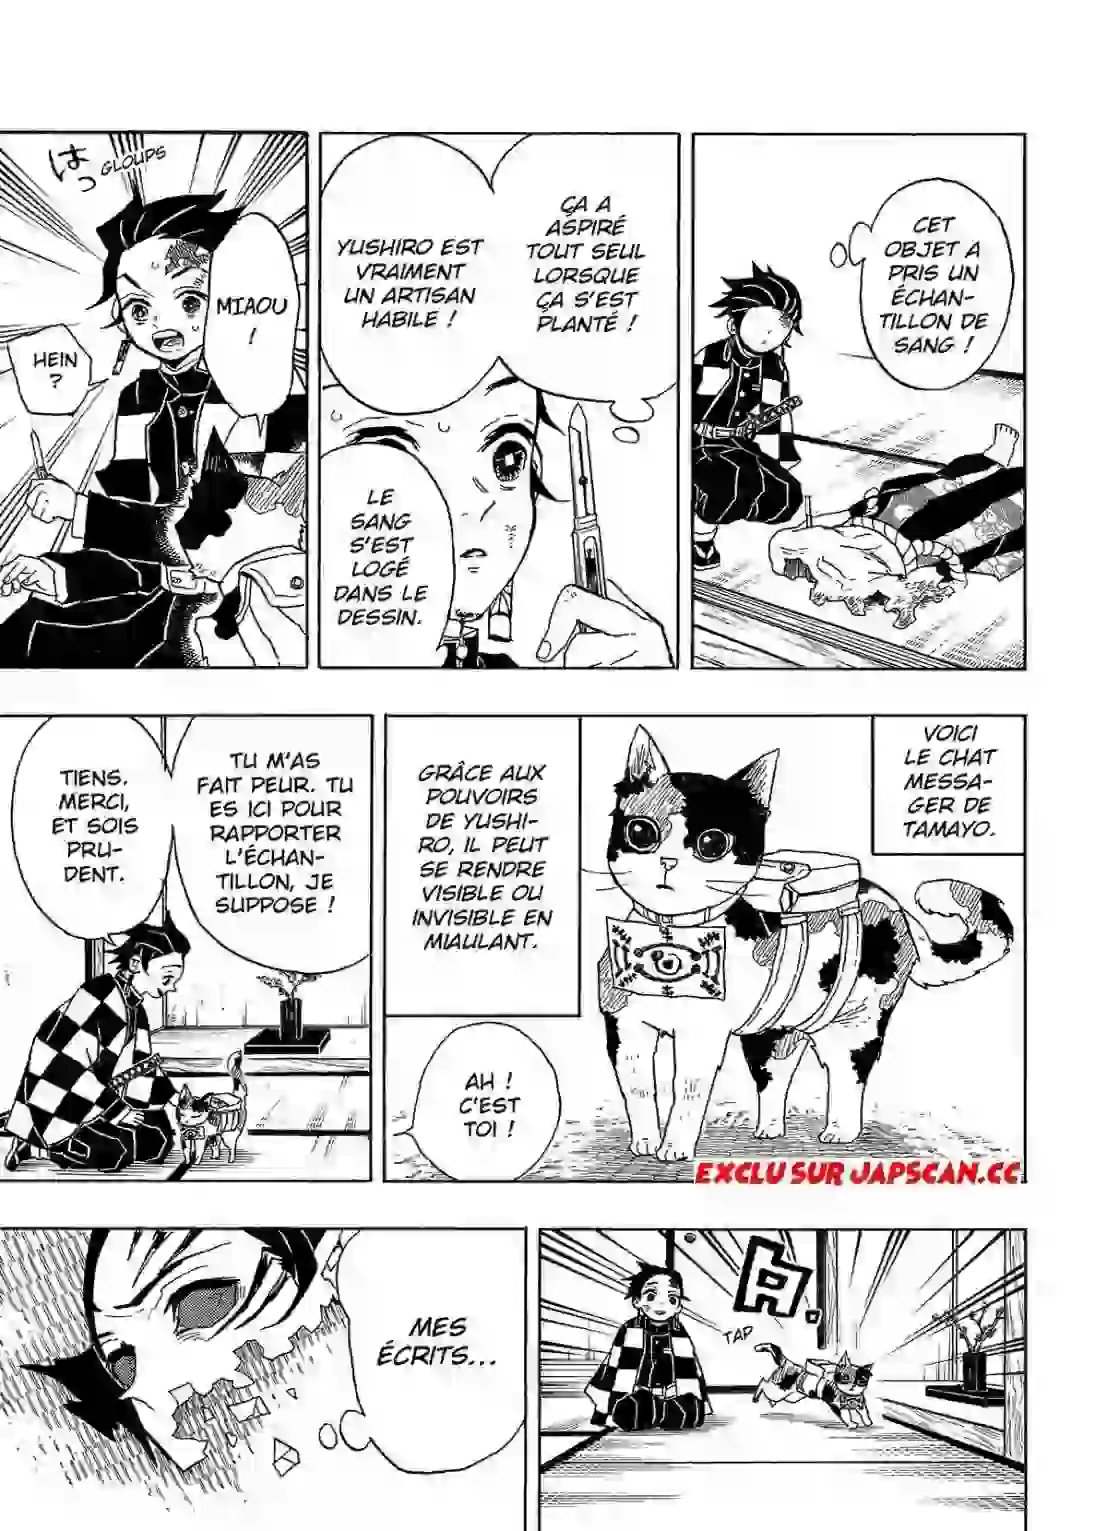 CET
OBJET A
PRIS UN
ÉCHAN-
TILLON DE
SANG !
ÇA A
ASPIRÉ
TOUT SEUL
LORSQUE
ÇA S'EST
PLANTÉ !
YUSHIRO EST
VRAIMENT
UN ARTISAN
HABILE !
LE
SANG
S'EST
LOGÉ
DANS LE
DESSIN.
はっ
GLOUPS
MIAOU
!
HEIN
?
VOICI
LE CHAT
MESSA-
GER DE
TAMAYO.
GRÂCE AUX
POUVOIRS
DE YUSHI-
RO, IL PEUT
SE RENDRE
VISIBLE OU
INVISIBLE EN
MIAULANT.
AH !
C'EST
TOI !
EXCLU SUR JAPSCAN.CC
TU M'AS
FAIT PEUR. TU
ES ICI POUR
RAPPORTER
L'ÉCHAN-
TILLON, JE
SUPPOSE !
TIENS.
MERCI,
ET SOIS
PRU-
DENT.
TAP
MES
ÉCRITS...